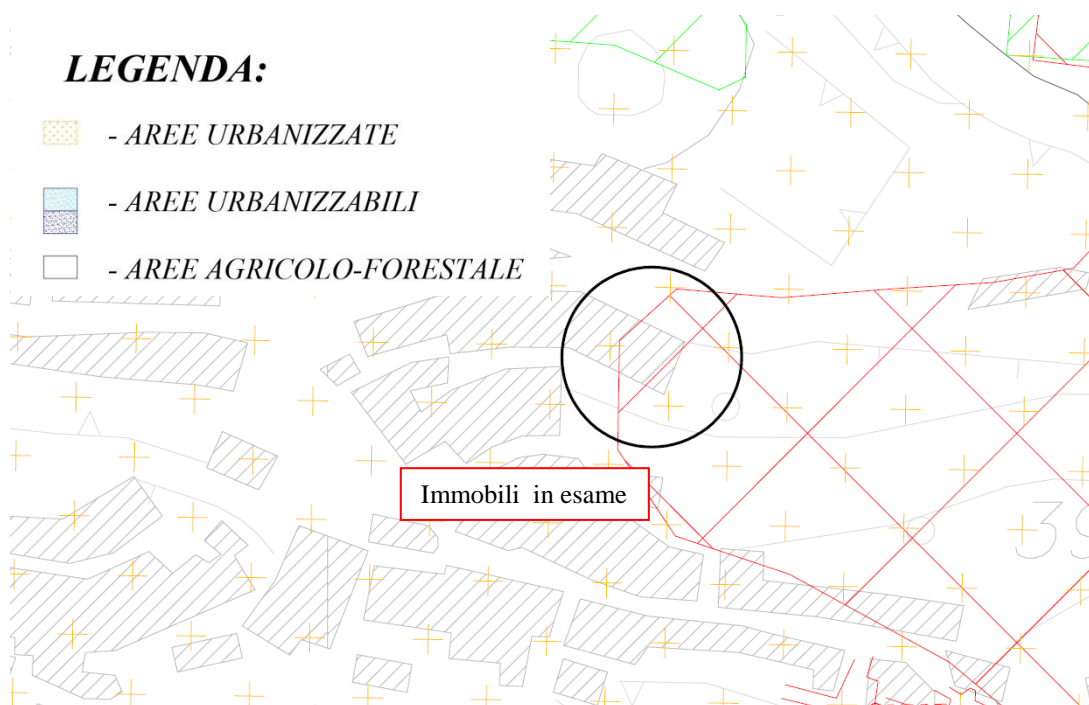 LEGENDA:
- AREE URBANIZZATE
- AREE URBANIZZABILI
- AREE AGRICOLO-FORESTALE
Immobili in esame